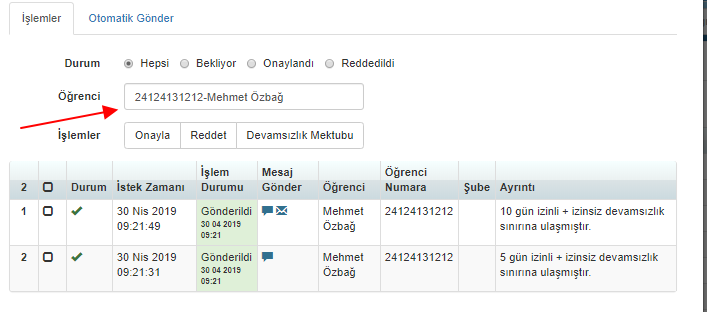 İşlemler Otomatik Gönder
Durum Hepsi Bekliyor Onaylandı Reddedildi
Öğrenci 24124131212-Mehmet Özbağ
İşlemler Onayla Reddet Devamsızlık Mektubu
2 Durum İstek Zamanı İşlem Durumu Mesaj Gönder Öğrenci Öğrenci Numara Şube Ayrıntı
1 30 Nis 2019 Gönderildi Mehmet 24124131212 10 gün izinli + izinsiz devamsızlık
09:21:49 30 04 2019 Özbağ sınırına ulaşmıştır.
09:21
2 30 Nis 2019 Gönderildi Mehmet 24124131212 5 gün izinli + izinsiz devamsızlık
09:21:31 30 04 2019 Özbağ sınırına ulaşmıştır.
09:21